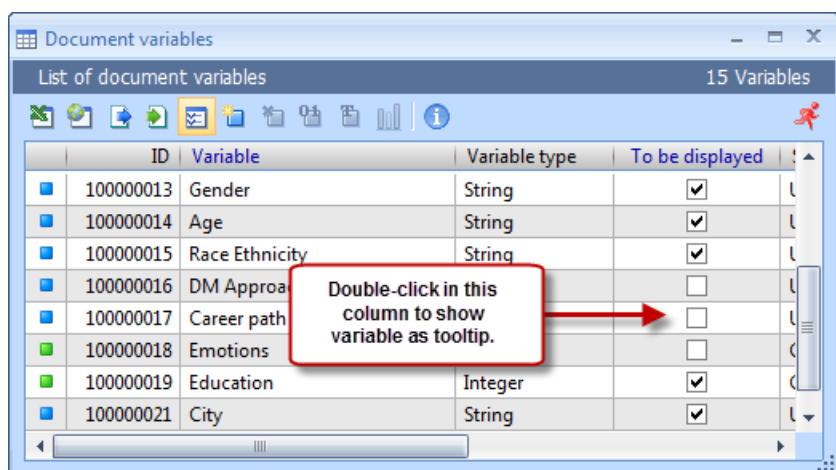 Document variables
List of document variables 15 Variables
ID Variable Variable type To be displayed
100000013 Gender String
100000014 Age String
100000015 Race Ethnicity String
100000016 DM Approa
100000017 Career path
100000018 Emotions
100000019 Education Integer
100000021 City String
Double-click in this
column to show
variable as tooltip.